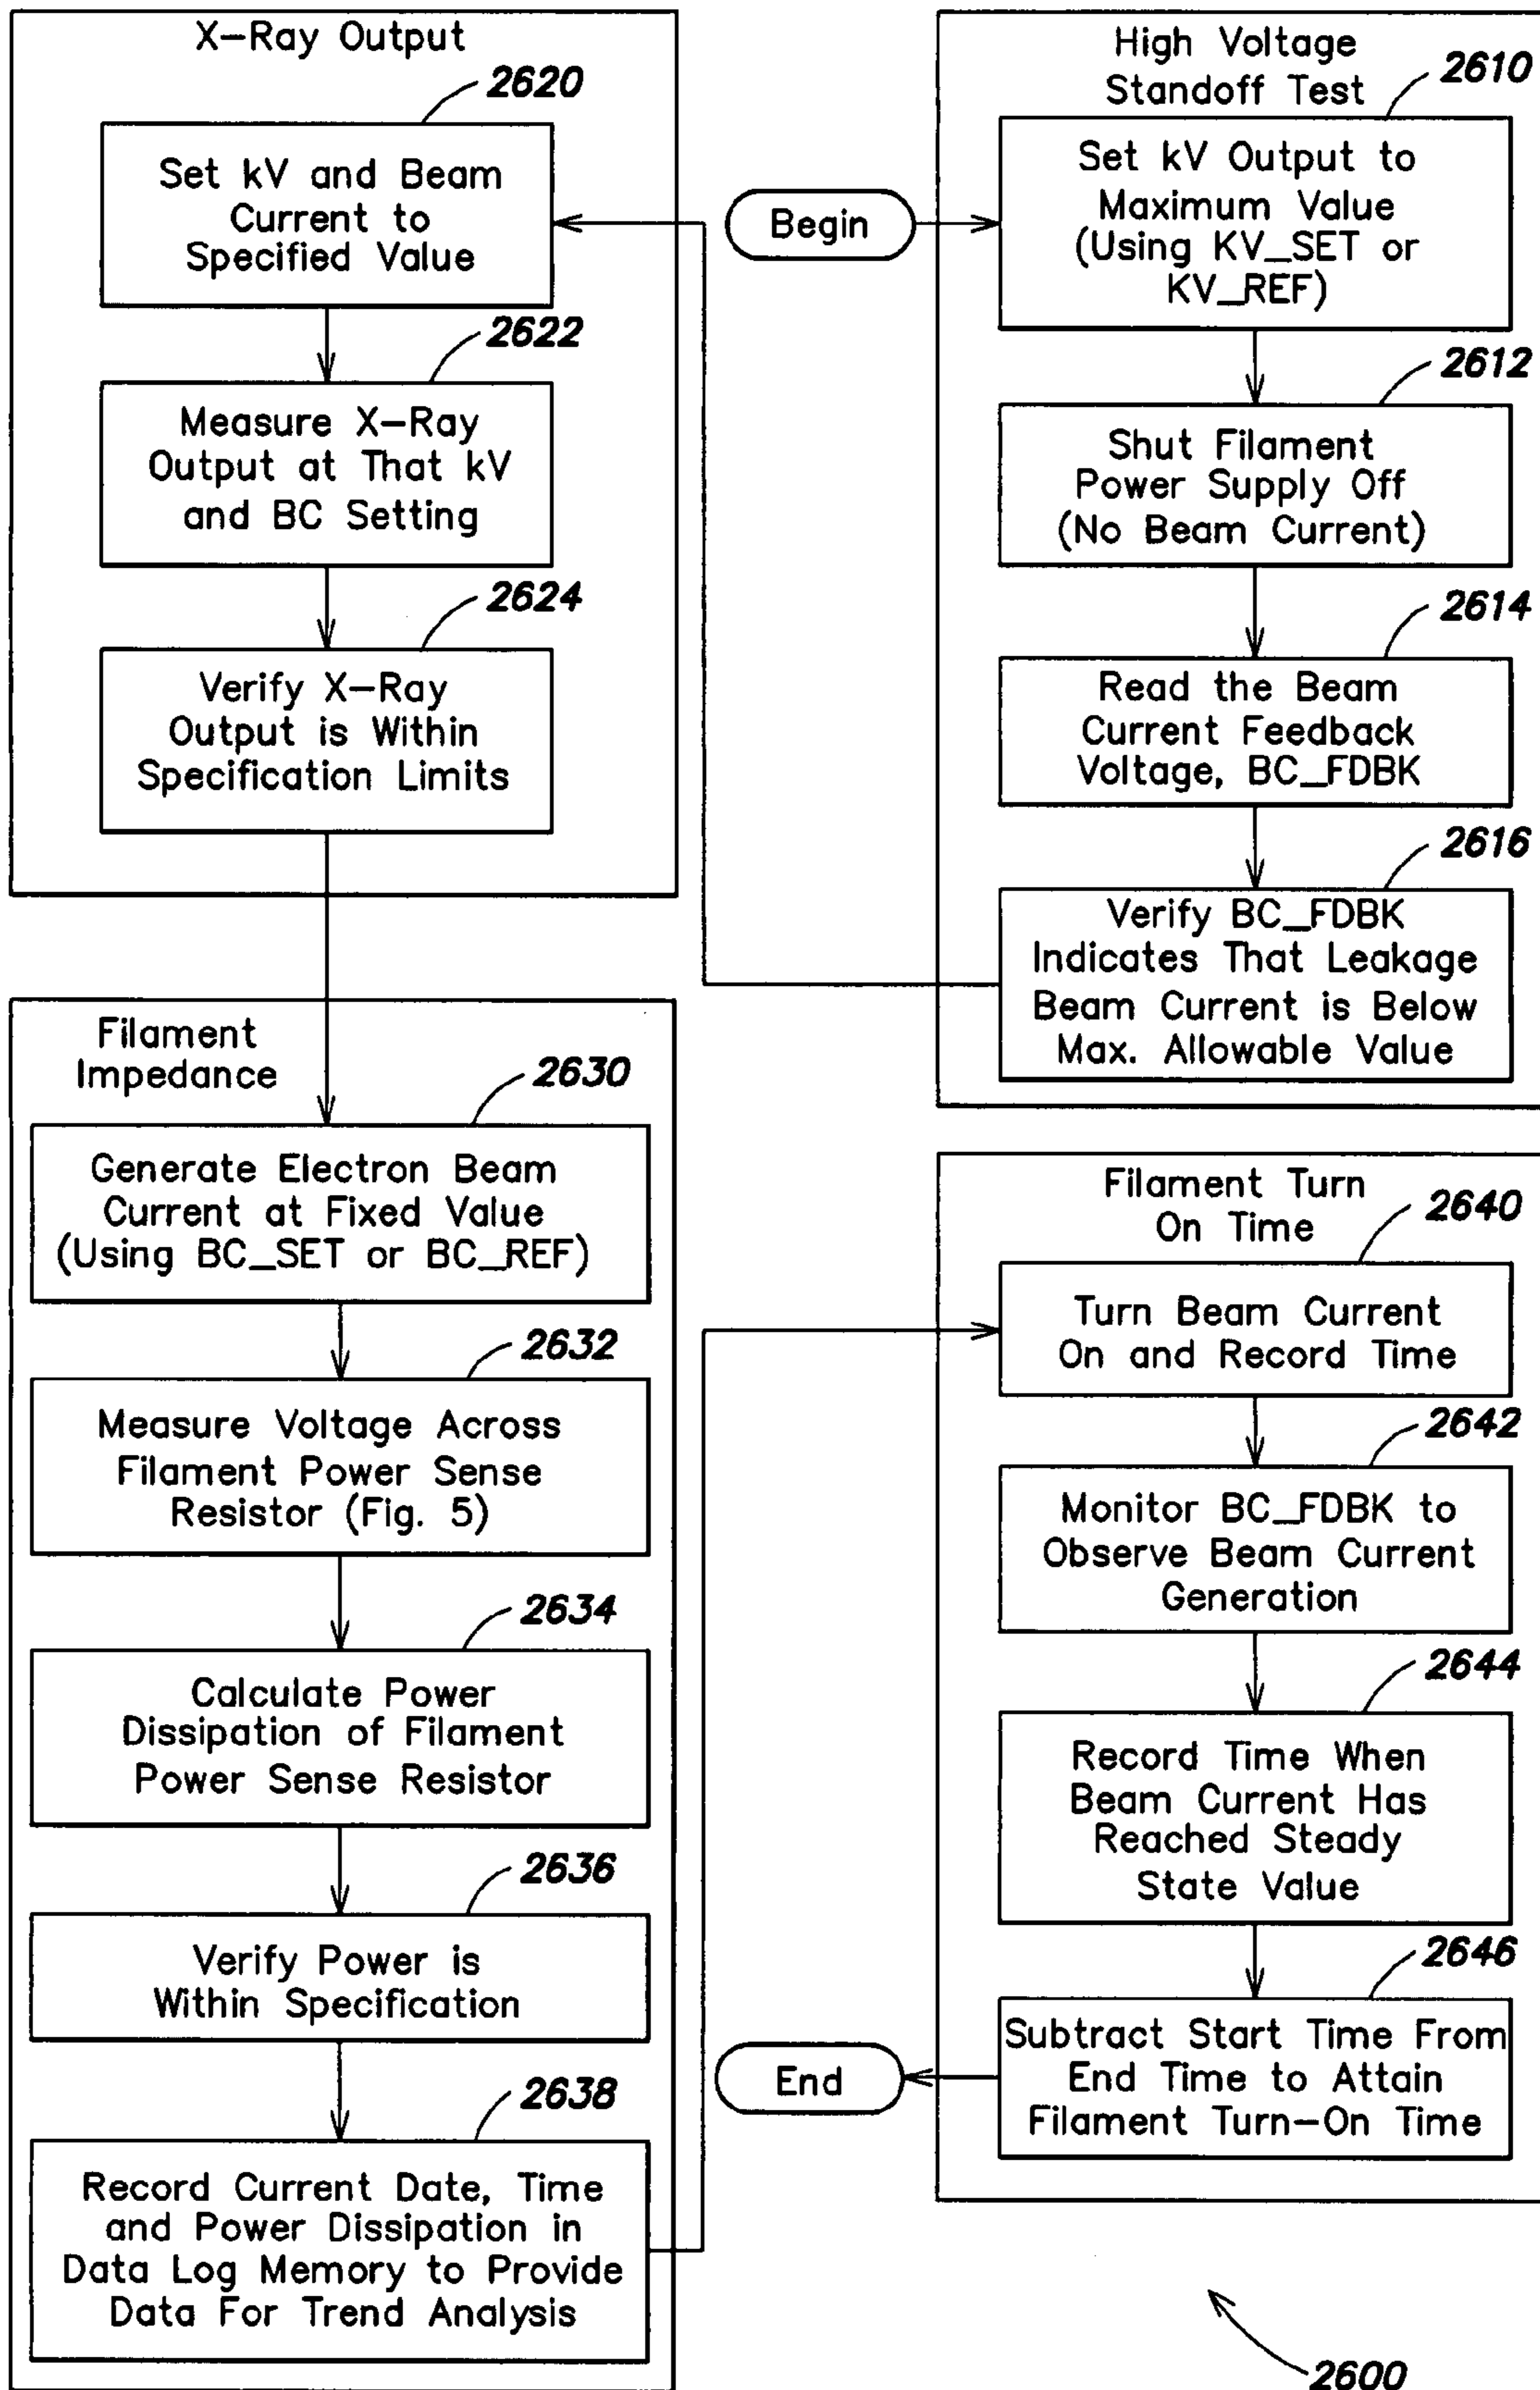 X-Ray Output
2620
Set kV and Beam
Current to
Specified Value
2622
Measure X-Ray
Output at That kV
and BC Setting
2624
Verify X-Ray
Output is Within
Specification Limits
Begin
High Voltage
Standoff Test
2610
Set kV Output to
Maximum Value
(Using KV_SET or
KV_REF)
2612
Shut Filament
Power Supply Off
(No Beam Current)
2614
Read the Beam
Current Feedback
Voltage, BC_FDBK
2616
Verify BC_FDBK
Indicates That Leakage
Beam Current is Below
Max. Allowable Value
Filament
Impedance
2630
Generate Electron Beam
Current at Fixed Value
(Using BC_SET or BC_REF)
2632
Measure Voltage Across
Filament Power Sense
Resistor (Fig. 5)
2634
Calculate Power
Dissipation of Filament
Power Sense Resistor
2636
Verify Power is
Within Specification
2638
Record Current Date, Time
and Power Dissipation in
Data Log Memory to Provide
Data For Trend Analysis
Filament Turn
On Time
2640
Turn Beam Current
On and Record Time
2642
Monitor BC_FDBK to
Observe Beam Current
Generation
2644
Record Time When
Beam Current Has
Reached Steady
State Value
2646
Subtract Start Time From
End Time to Attain
Filament Turn-On Time
End
2600